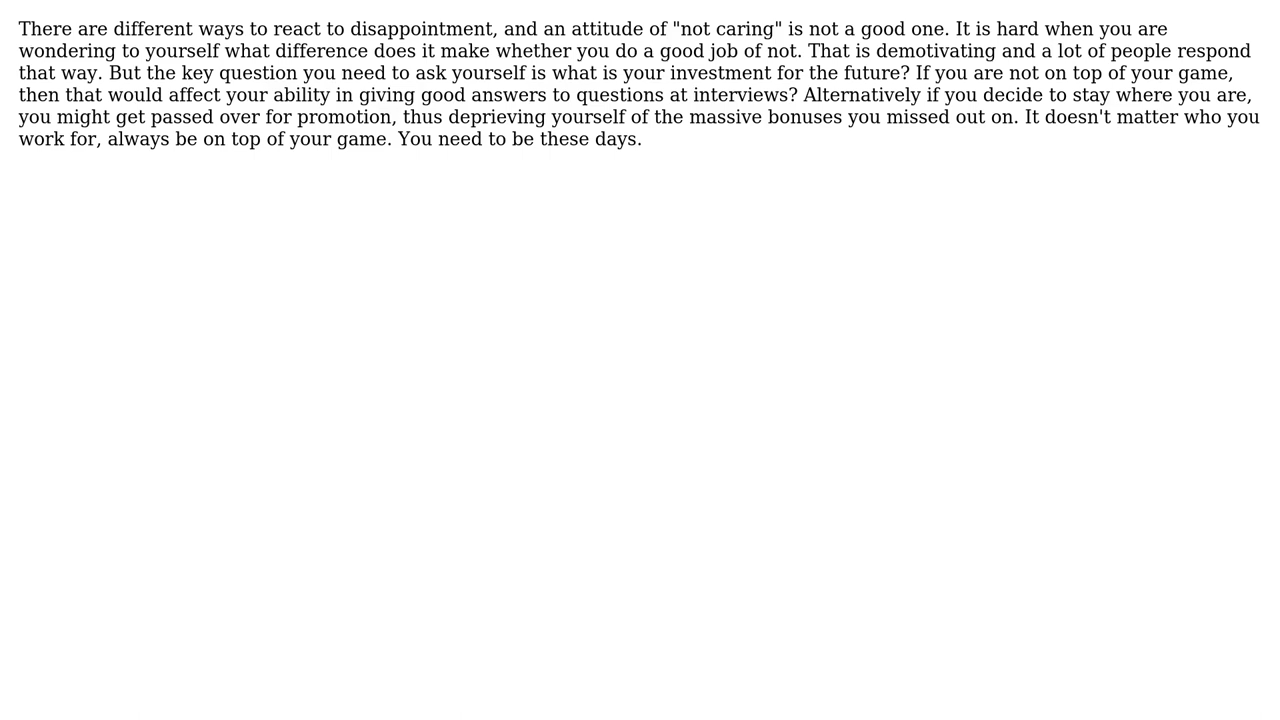 There are different ways to react to disappointment, and an attitude of "not caring" is not a good one. It is hard when you are
wondering to yourself what difference does it make whether you do a good job of not. That is demotivating and a lot of people respond
that way. But the key question you need to ask yourself is what is your investment for the future? If you are not on top of your game,
then that would affect your ability in giving good answers to questions at interviews? Alternatively if you decide to stay where you are,
you might get passed over for promotion, thus deprieving yourself of the massive bonuses you missed out on. It doesn't matter who you
work for, always be on top of your game. You need to be these days.